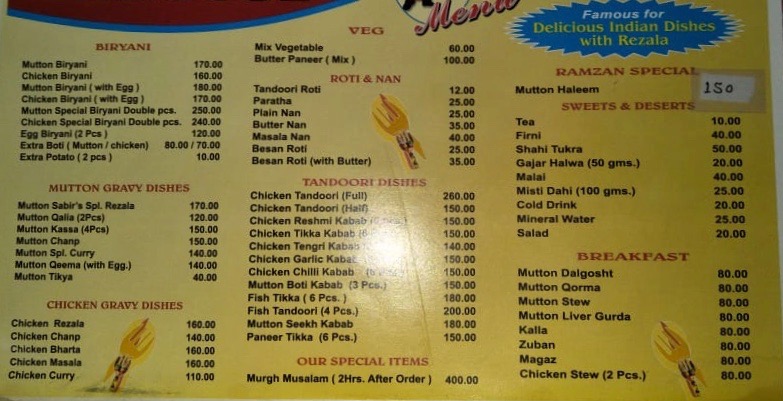 Menu
Famous for
Delicious Indian Dishes
with Rezala
BIRYANI
Mutton Biryani 170.00
Chicken Biryani 160.00
Mutton Biryani ( with Egg ) 180.00
Chicken Biryani ( with Egg ) 170.00
Mutton Special Biryani Double pcs. 250.00
Chicken Special Biryani Double pcs. 240.00
Egg Biryani (2 Pcs ) 120.00
Extra Boti ( Mutton / chicken) 80.00 / 70.00
Extra Potato ( 2 pcs ) 10.00
MUTTON GRAVY DISHES
Mutton Sabir's Spl. Rezala 170.00
Mutton Qalia (2Pcs) 120.00
Mutton Kassa (4Pcs) 150.00
Mutton Chanp 150.00
Mutton Spl. Curry 140.00
Mutton Qeema (with Egg.) 140.00
Mutton Tikya 40.00
CHICKEN GRAVY DISHES
Chicken Rezala 160.00
Chicken Chanp 140.00
Chicken Bharta 160.00
Chicken Masala 160.00
Chicken Curry 110.00
VEG
Mix Vegetable 60.00
Butter Paneer ( Mix ) 100.00
ROTI & NAN
Tandoori Roti 12.00
Paratha 25.00
Plain Nan 25.00
Butter Nan 35.00
Masala Nan 40.00
Besan Roti 25.00
Besan Roti (with Butter) 35.00
TANDOORI DISHES
Chicken Tandoori (Full) 260.00
Chicken Tandoori (Half) 150.00
Chicken Reshmi Kabab 150.00
Chicken Tikka Kabab 150.00
Chicken Tengri Kabab 140.00
Chicken Garlic Kabab 150.00
Chicken Chilli Kabab 150.00
Mutton Boti Kabab (3 Pcs.) 150.00
Fish Tikka ( 6 Pcs. ) 180.00
Fish Tandoori (4 Pcs.) 200.00
Mutton Seekh Kabab 180.00
Paneer Tikka (6 Pcs.) 150.00
OUR SPECIAL ITEMS
Murgh Musalam ( 2Hrs. After Order ) 400.00
RAMZAN SPECIAL
Mutton Haleem 150
SWEETS & DESERTS
Tea 10.00
Firni 40.00
Shahi Tukra 50.00
Gajar Halwa (50 gms.) 20.00
Malai 40.00
Misti Dahi (100 gms.) 25.00
Cold Drink 20.00
Mineral Water 25.00
Salad 20.00
BREAKFAST
Mutton Dalgosht 80.00
Mutton Qorma 80.00
Mutton Stew 80.00
Mutton Liver Gurda 80.00
Kalla 80.00
Zuban 80.00
Magaz 80.00
Chicken Stew (2 Pcs.) 80.00